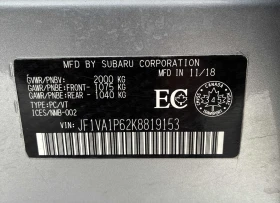 MFD BY SUBARU CORPORATION
GVWR/PNBV: 2000 KG
GAWR/PNBE:FRONT- 1075 KG
GAWR/PNBE:REAR - 1040 KG
TYPE:PC/VT
ICES/NMB-002
MFD IN 11/18
CANADA
EC
VIN: JF1VA1P62K8819153